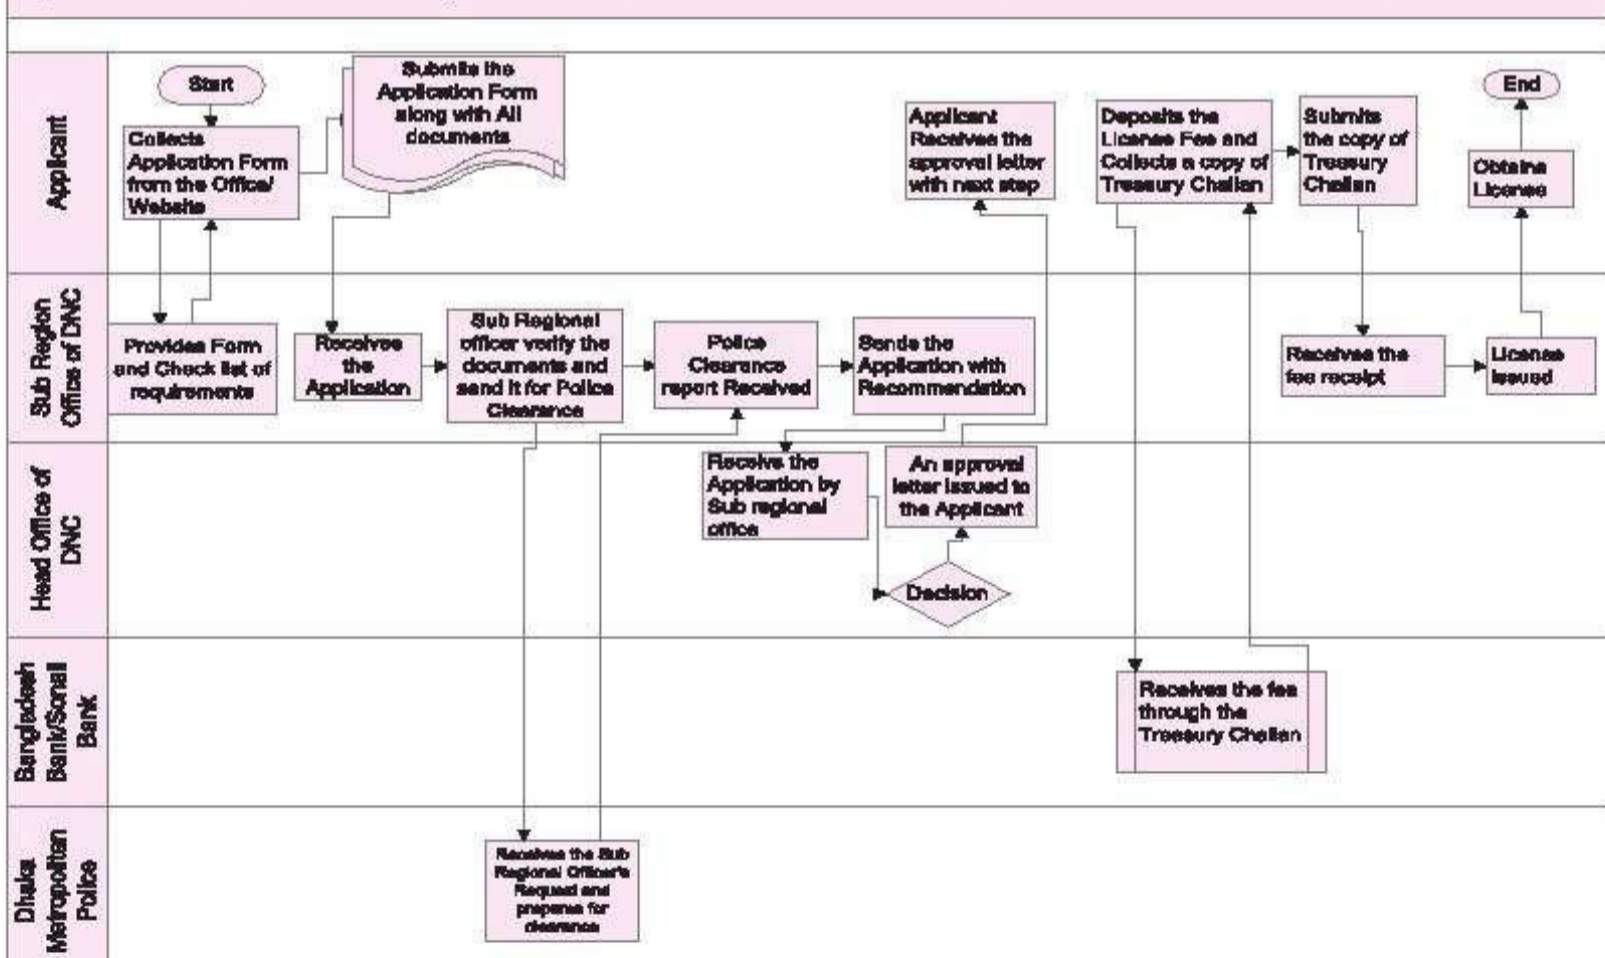 Applicant
Start
Collects
Application Form
from the Office/
Website
Submits the
Application Form
along with All
documents
Applicant
Receives the
approval letter
with next step
Deposits the
License Fee and
Collects a copy of
Treasury Challan
Submits
the copy of
Treasury
Challan
End
Obtains
License
Sub Region
Office of DNC
Provides Form
and Check list of
requirements
Receives
the
Application
Sub Regional
officer verify the
documents and
send it for Police
Clearance
Police
Clearance
report Received
Sends the
Application with
Recommendation
Receives the
fee receipt
License
issued
Head Office of
DNC
Receive the
Application by
Sub regional
office
An approval
letter issued to
the Applicant
Decision
Bangladesh
Bank/Sonali
Bank
Receives the fee
through the
Treasury Challan
Dhaka
Metropolitan
Police
Receives the Sub
Regional Officer's
Request and
prepares for
clearance